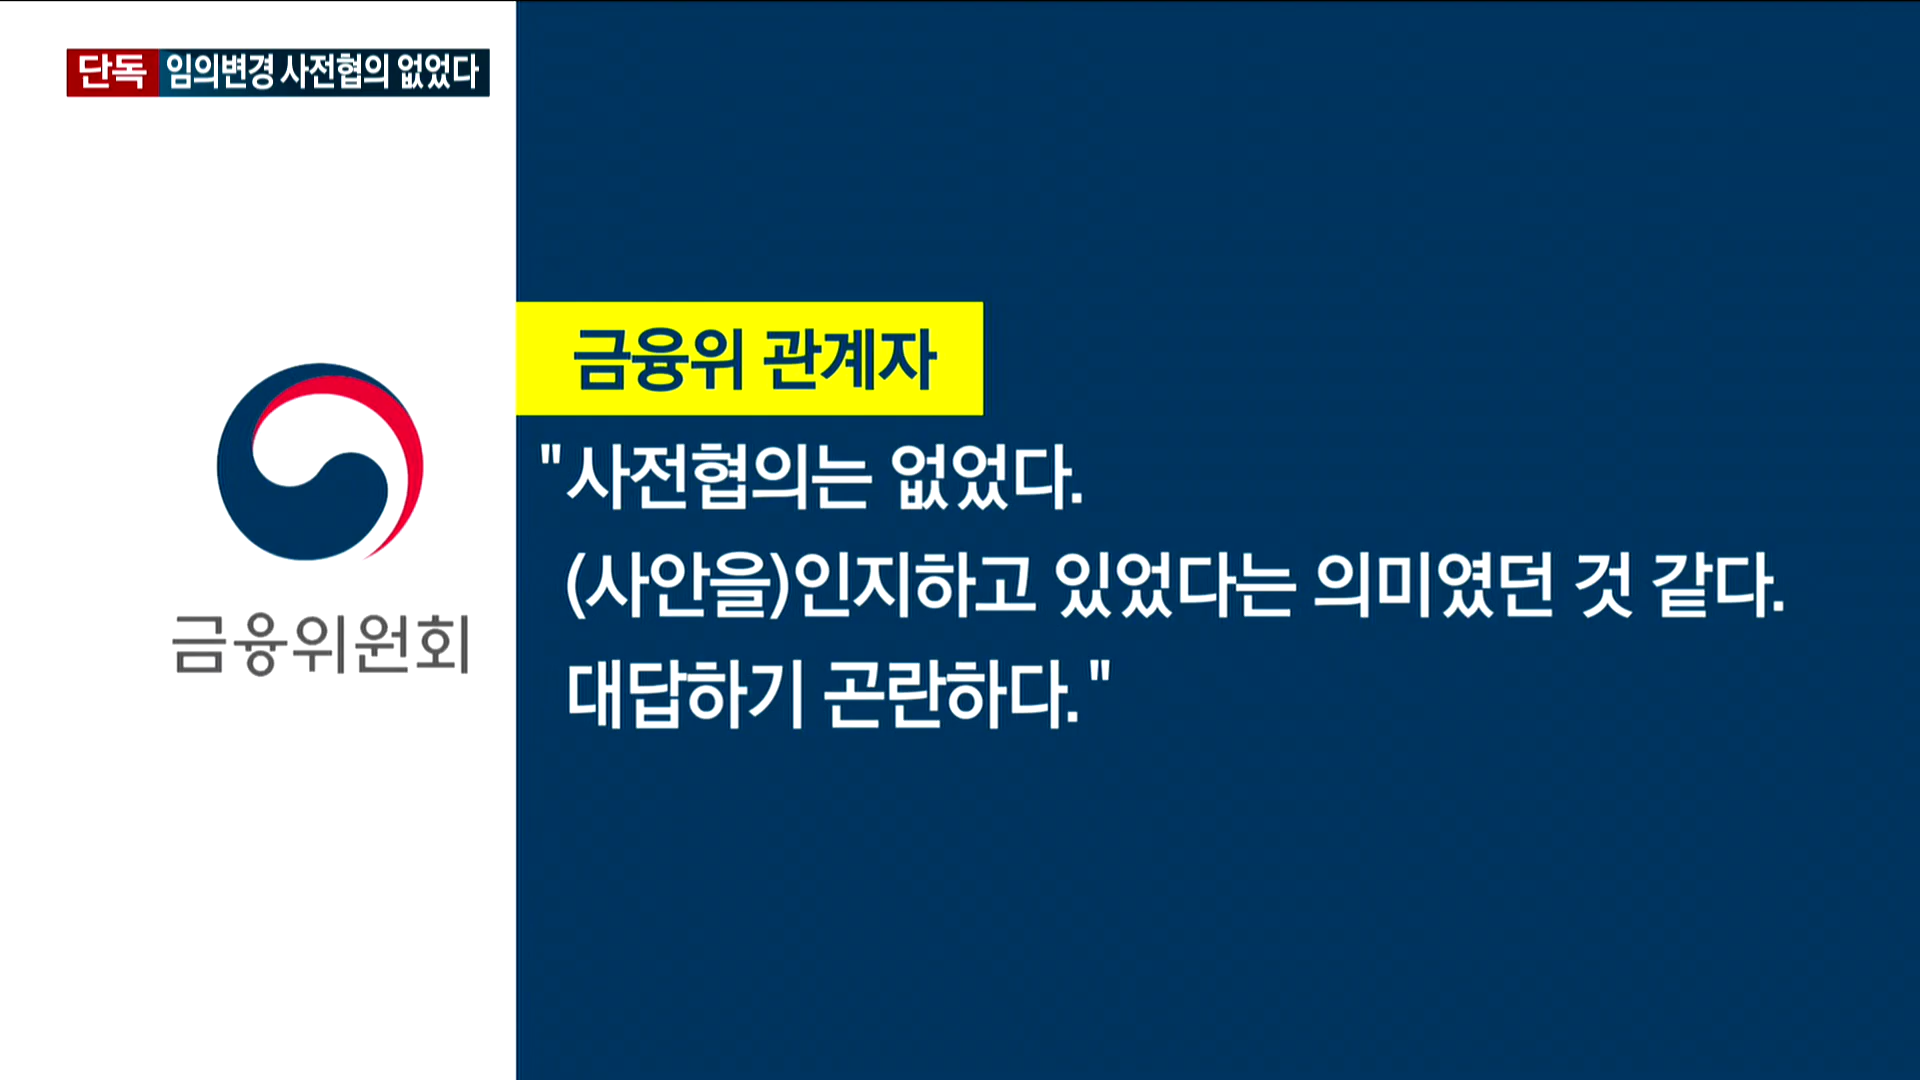 단독 임의변경 사전협의 없었다
금융위원회
금융위 관계자
"사전협의는 없었다.
(사안을)인지하고 있었다는 의미였던 것 같다.
대답하기 곤란하다."